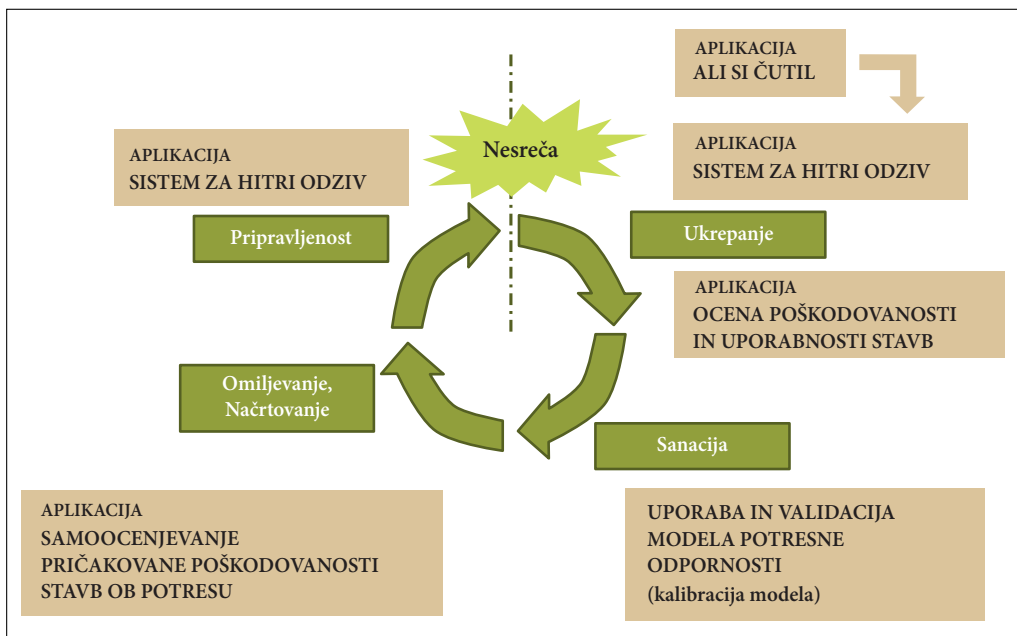 APLIKACIJA
ALI SI ČUTIL
Nesreča
APLIKACIJA
SISTEM ZA HITRI ODZIV
APLIKACIJA
SISTEM ZA HITRI ODZIV
Pripravljenost
Ukrepanje
APLIKACIJA
OCENA POŠKODOVANOSTI
IN UPORABNOSTI STAVB
Omiljevanje,
Načrtovanje
Sanacija
APLIKACIJA
SAMOOCENJEVANJE
PRIČAKOVANE POŠKODOVANOSTI
STAVB OB POTRESU
UPORABA IN VALIDACIJA
MODELA POTRESNE
ODPORNOSTI
(kalibracija modela)